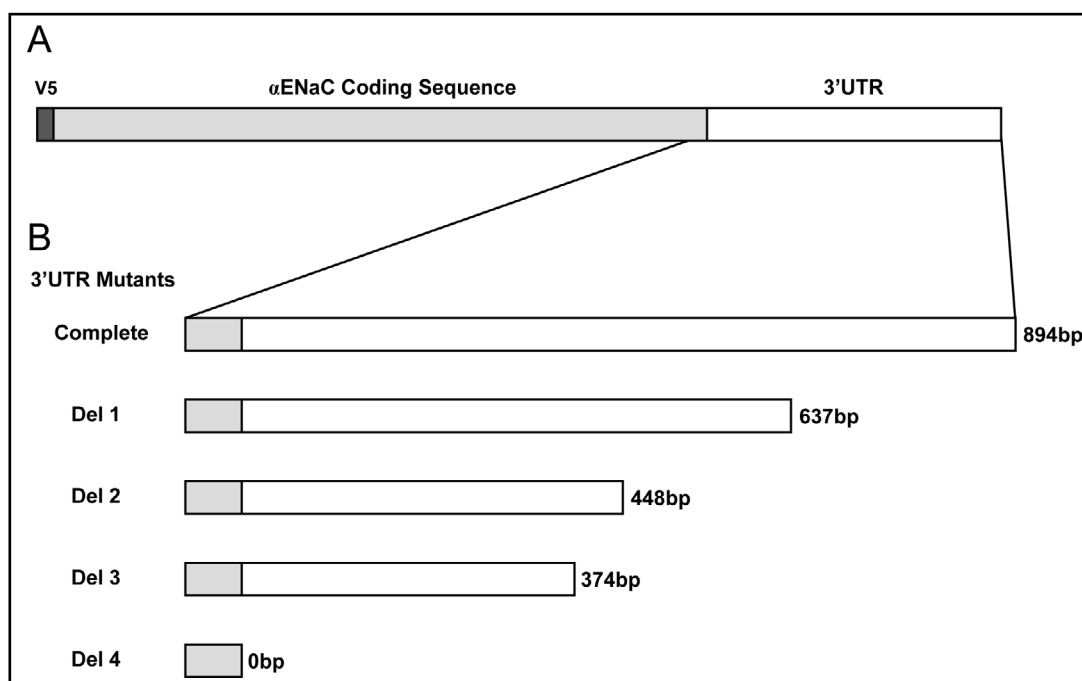 A
V5 αENaC Coding Sequence 3'UTR
B
3'UTR Mutants
Complete 894bp
Del 1 637bp
Del 2 448bp
Del 3 374bp
Del 4 0bp